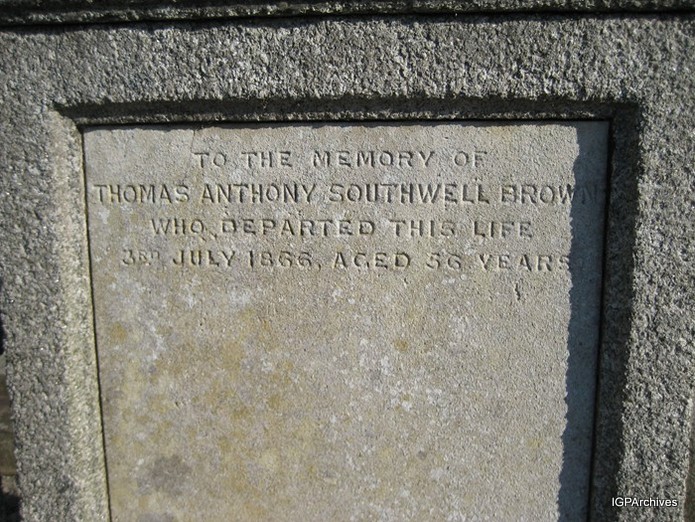 TO THE MEMORY OF
THOMAS ANTHONY SOUTHWELL BROWN
WHO DEPARTED THIS LIFE
3RD JULY 1866, AGED 56 YEARS
IGPArchives